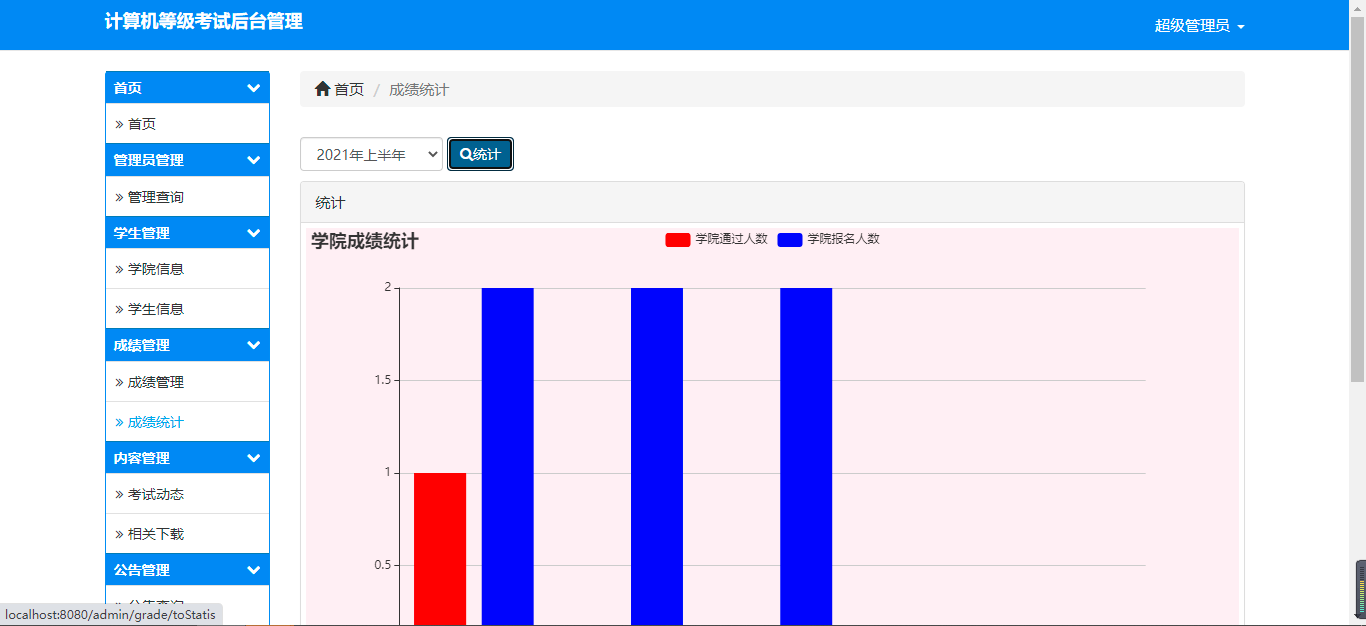 计算机等级考试后台管理
超级管理员
首页
» 首页
管理员管理
» 管理查询
学生管理
» 学院信息
» 学生信息
成绩管理
» 成绩管理
» 成绩统计
内容管理
» 考试动态
» 相关下载
公告管理
localhost:8080/admin/grade/toStatis
首页 / 成绩统计
2021年上半年 统计
统计
学院成绩统计
学院通过人数 学院报名人数
2
1.5
1
0.5